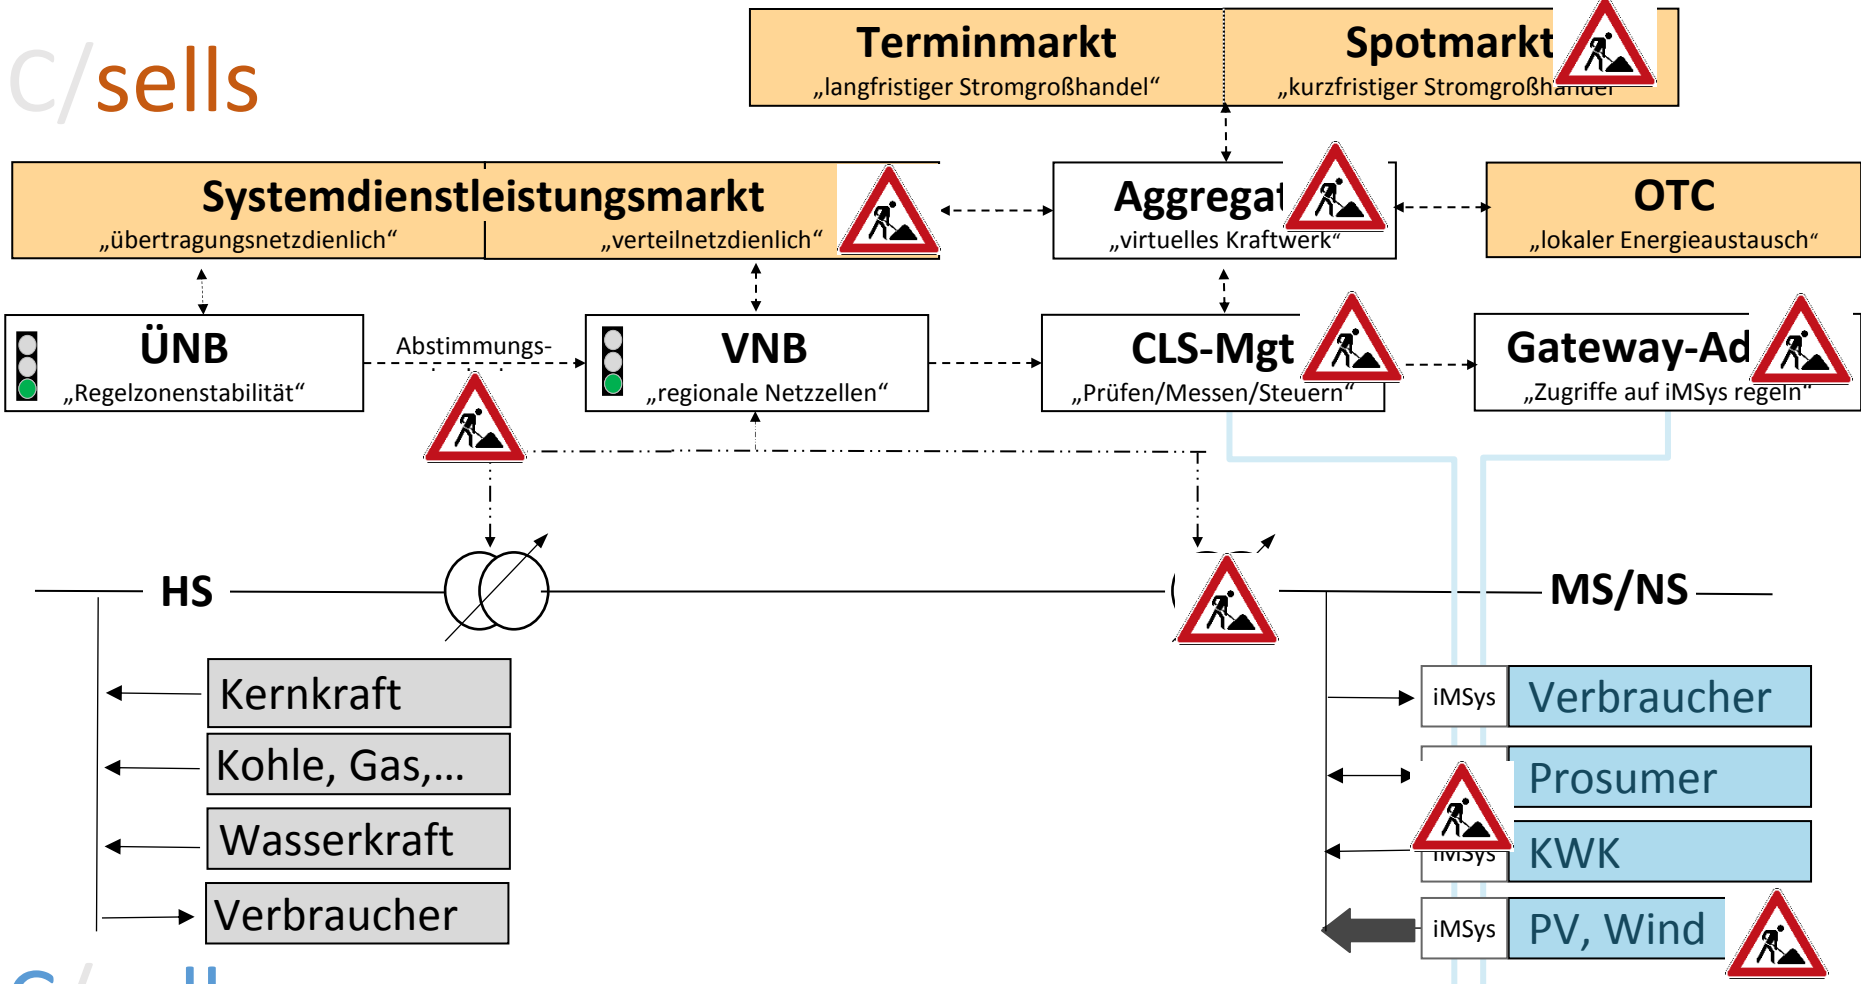 C/sells
Terminmarkt
„langfristiger Stromgroßhandel“
Spotmarkt
„kurzfristiger Stromgroßhandel
Systemdienstleistungsmarkt
„übertragungsnetzdienlich“
„verteilnetzdienlich“
Aggregat
„virtuelles Kraftwerk“
OTC
„lokaler Energieaustausch“
ÜNB
„Regelzonenstabilität“
Abstimmungs-
VNB
„regionale Netzzellen“
CLS-Mgt
„Prüfen/Messen/Steuern“
Gateway-Ad
„Zugriffe auf iMSys regeln“
HS
MS/NS
Kernkraft
Kohle, Gas,...
Wasserkraft
Verbraucher
iMSys Verbraucher
Prosumer
iMSys KWK
iMSys PV, Wind